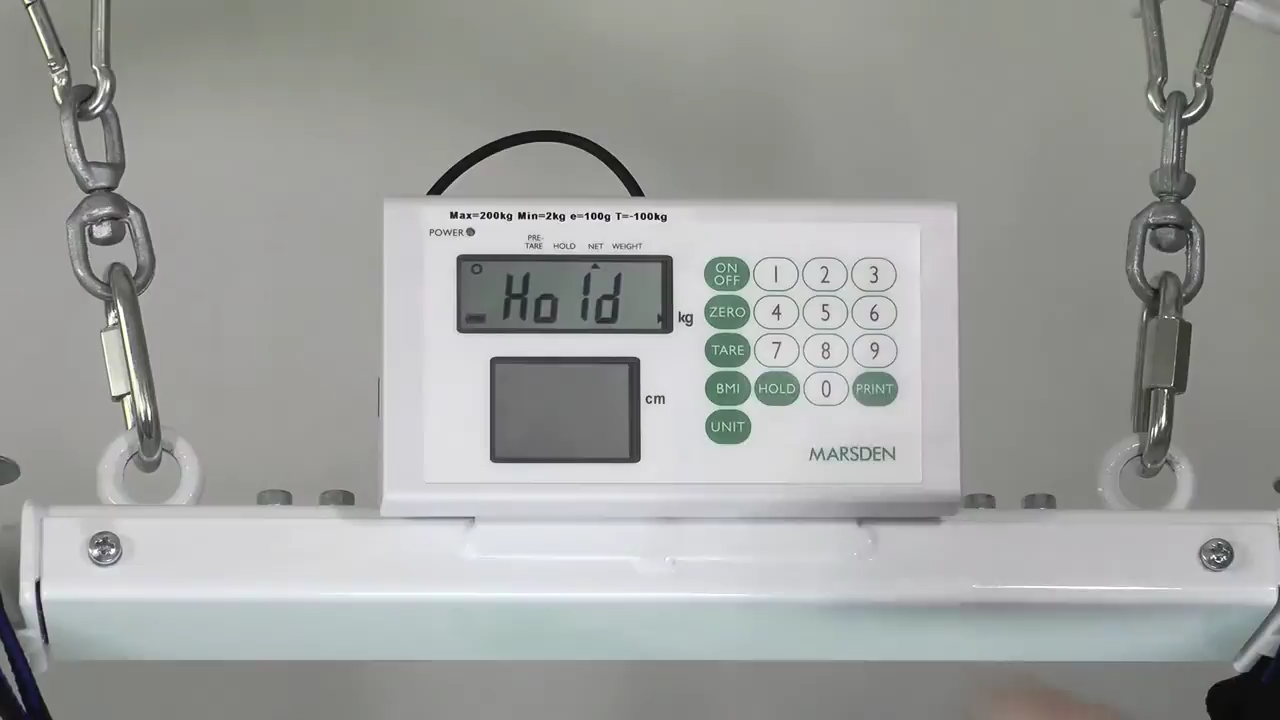 Max=200kg Min=2kg e=100g T=-100kg
POWER
PRE-
TARE HOLD NET WEIGHT
Hold
kg
cm
ON
OFF 1 2 3
ZERO 4 5 6
TARE 7 8 9
BMI HOLD 0 PRINT
UNIT
MARSDEN